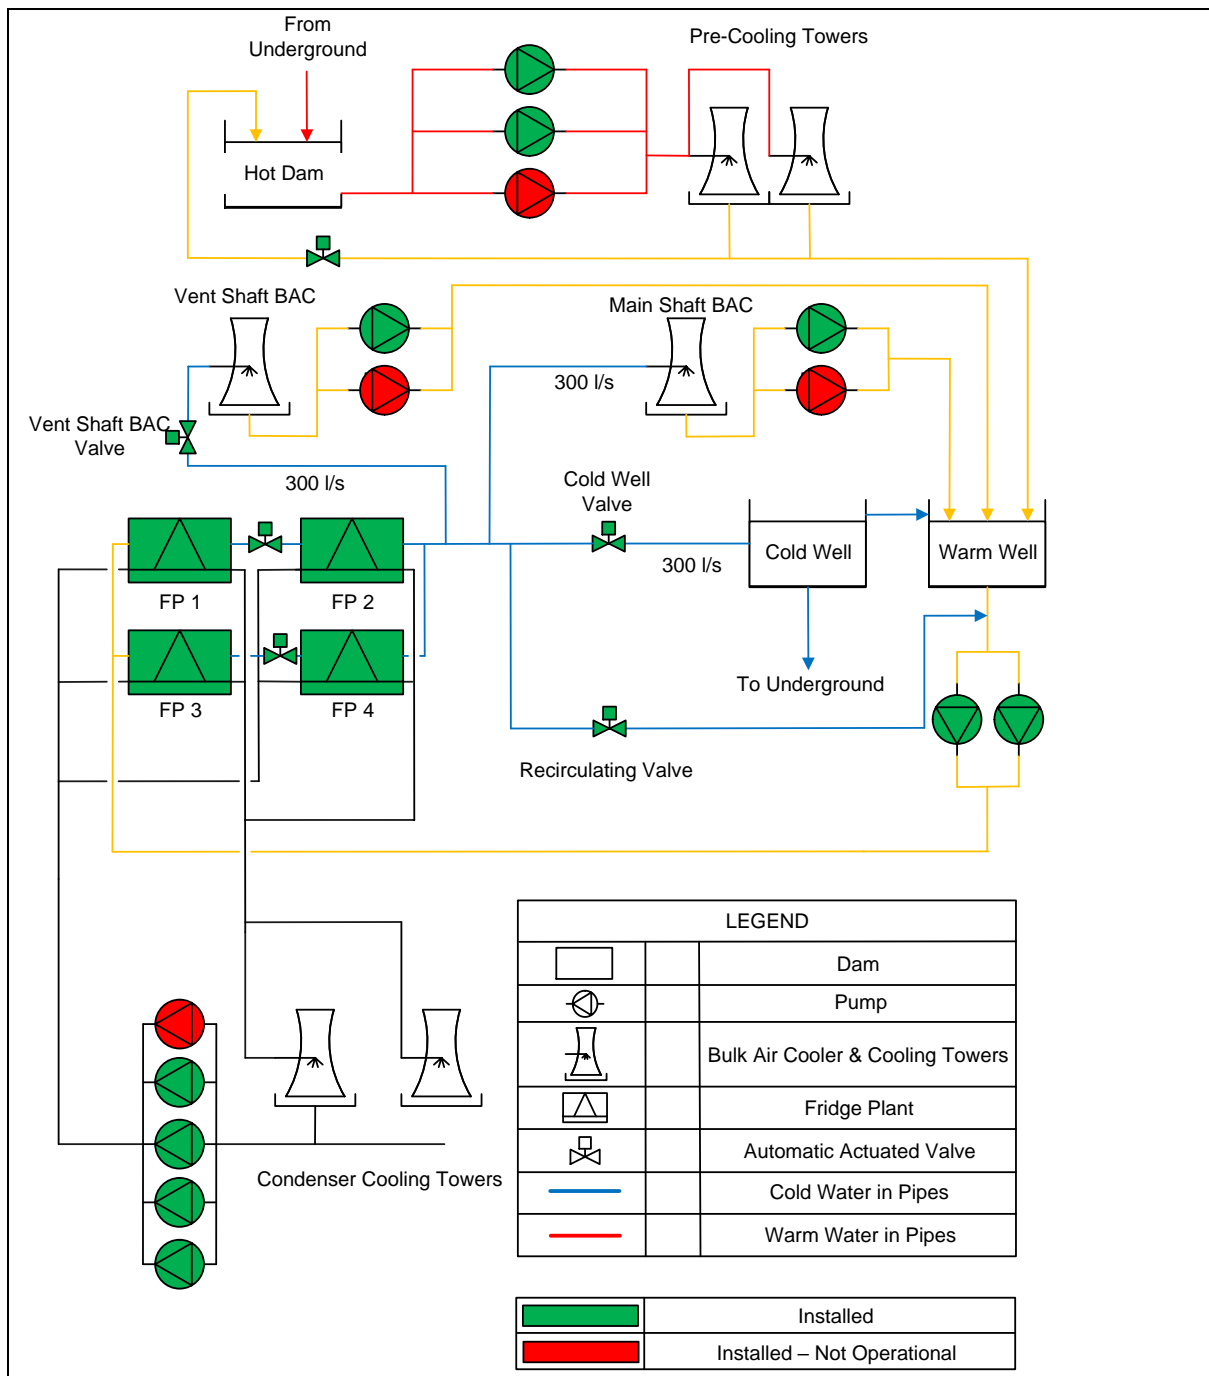 From
Underground
Pre-Cooling Towers
Hot Dam
Vent Shaft BAC
Main Shaft BAC
300 l/s
Vent Shaft BAC
Valve
300 l/s
Cold Well
Valve
300 l/s
Cold Well
Warm Well
FP 1
FP 2
To Underground
FP 3
FP 4
Recirculating Valve
LEGEND
Dam
Pump
Bulk Air Cooler & Cooling Towers
Fridge Plant
Automatic Actuated Valve
Condenser Cooling Towers
Cold Water in Pipes
Warm Water in Pipes
Installed
Installed – Not Operational